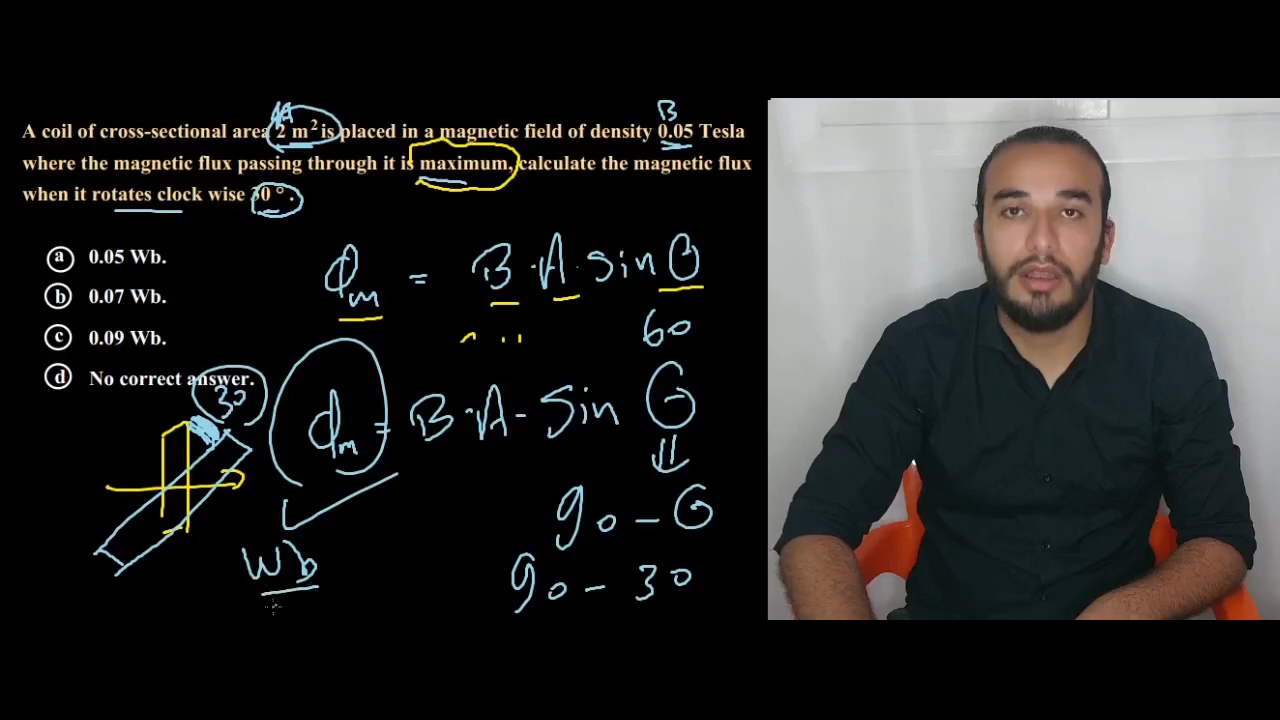 A
B
A coil of cross-sectional area 2 m² is placed in a magnetic field of density 0.05 Tesla
where the magnetic flux passing through it is maximum, calculate the magnetic flux
when it rotates clock wise 30 °.
a 0.05 Wb.
b 0.07 Wb.
c 0.09 Wb.
d No correct answer.
ϕm = B · A · sin θ
60
30
ϕm = B · A - Sin θ
90 - θ
90 - 30
Wb